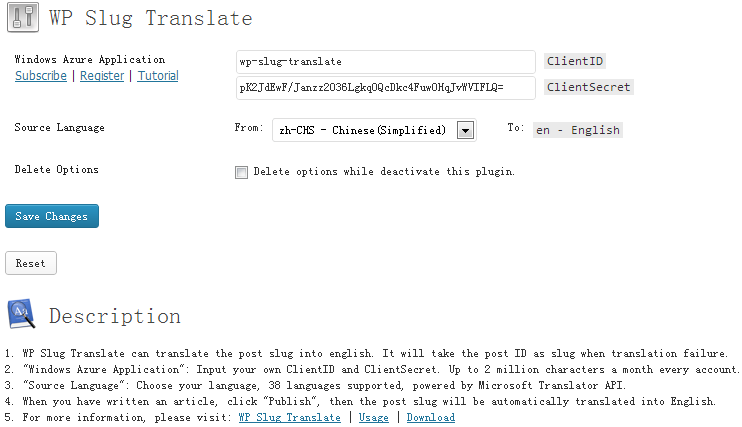 WP Slug Translate
Windows Azure Application
wp-slug-translate ClientID
Subscribe | Register | Tutorial
pK2JdEwF/Janzz2O36LgkqOQcDkc4FuwOHqJvWVIFLQ= ClientSecret
Source Language From: zh-CHS - Chinese(Simplified) To: en - English
Delete Options Delete options while deactivate this plugin.
Save Changes
Reset
Description
1. WP Slug Translate can translate the post slug into english. It will take the post ID as slug when translation failure.
2. "Windows Azure Application": Input your own ClientID and ClientSecret. Up to 2 million characters a month every account.
3. "Source Language": Choose your language, 38 languages supported, powered by Microsoft Translator API.
4. When you have written an article, click "Publish", then the post slug will be automatically translated into English.
5. For more information, please visit: WP Slug Translate | Usage | Download